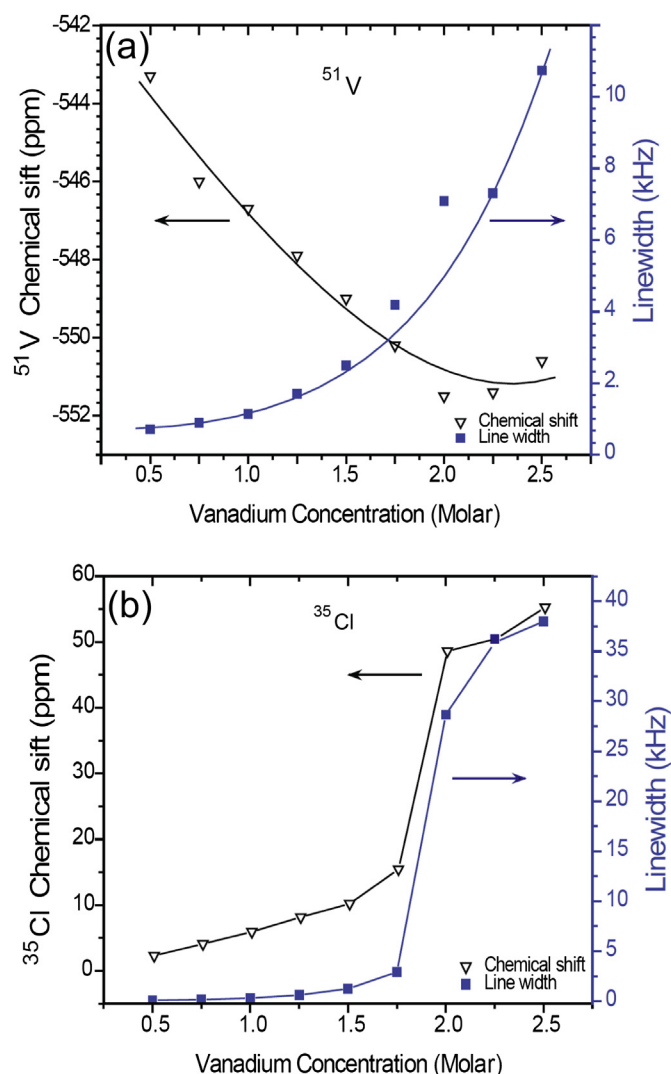 (a)
51V
-542
-544
-546
-548
-550
-552
51V Chemical sift (ppm)
10
8
6
4
2
0
Linewidth (kHz)
Chemical shift
Line width
0.5 1.0 1.5 2.0 2.5
Vanadium Concentration (Molar)
(b)
35Cl
60
50
40
30
20
10
0
35Cl Chemical sift (ppm)
40
35
30
25
20
15
10
5
0
Linewidth (kHz)
Chemical shift
Line width
0.5 1.0 1.5 2.0 2.5
Vanadium Concentration (Molar)